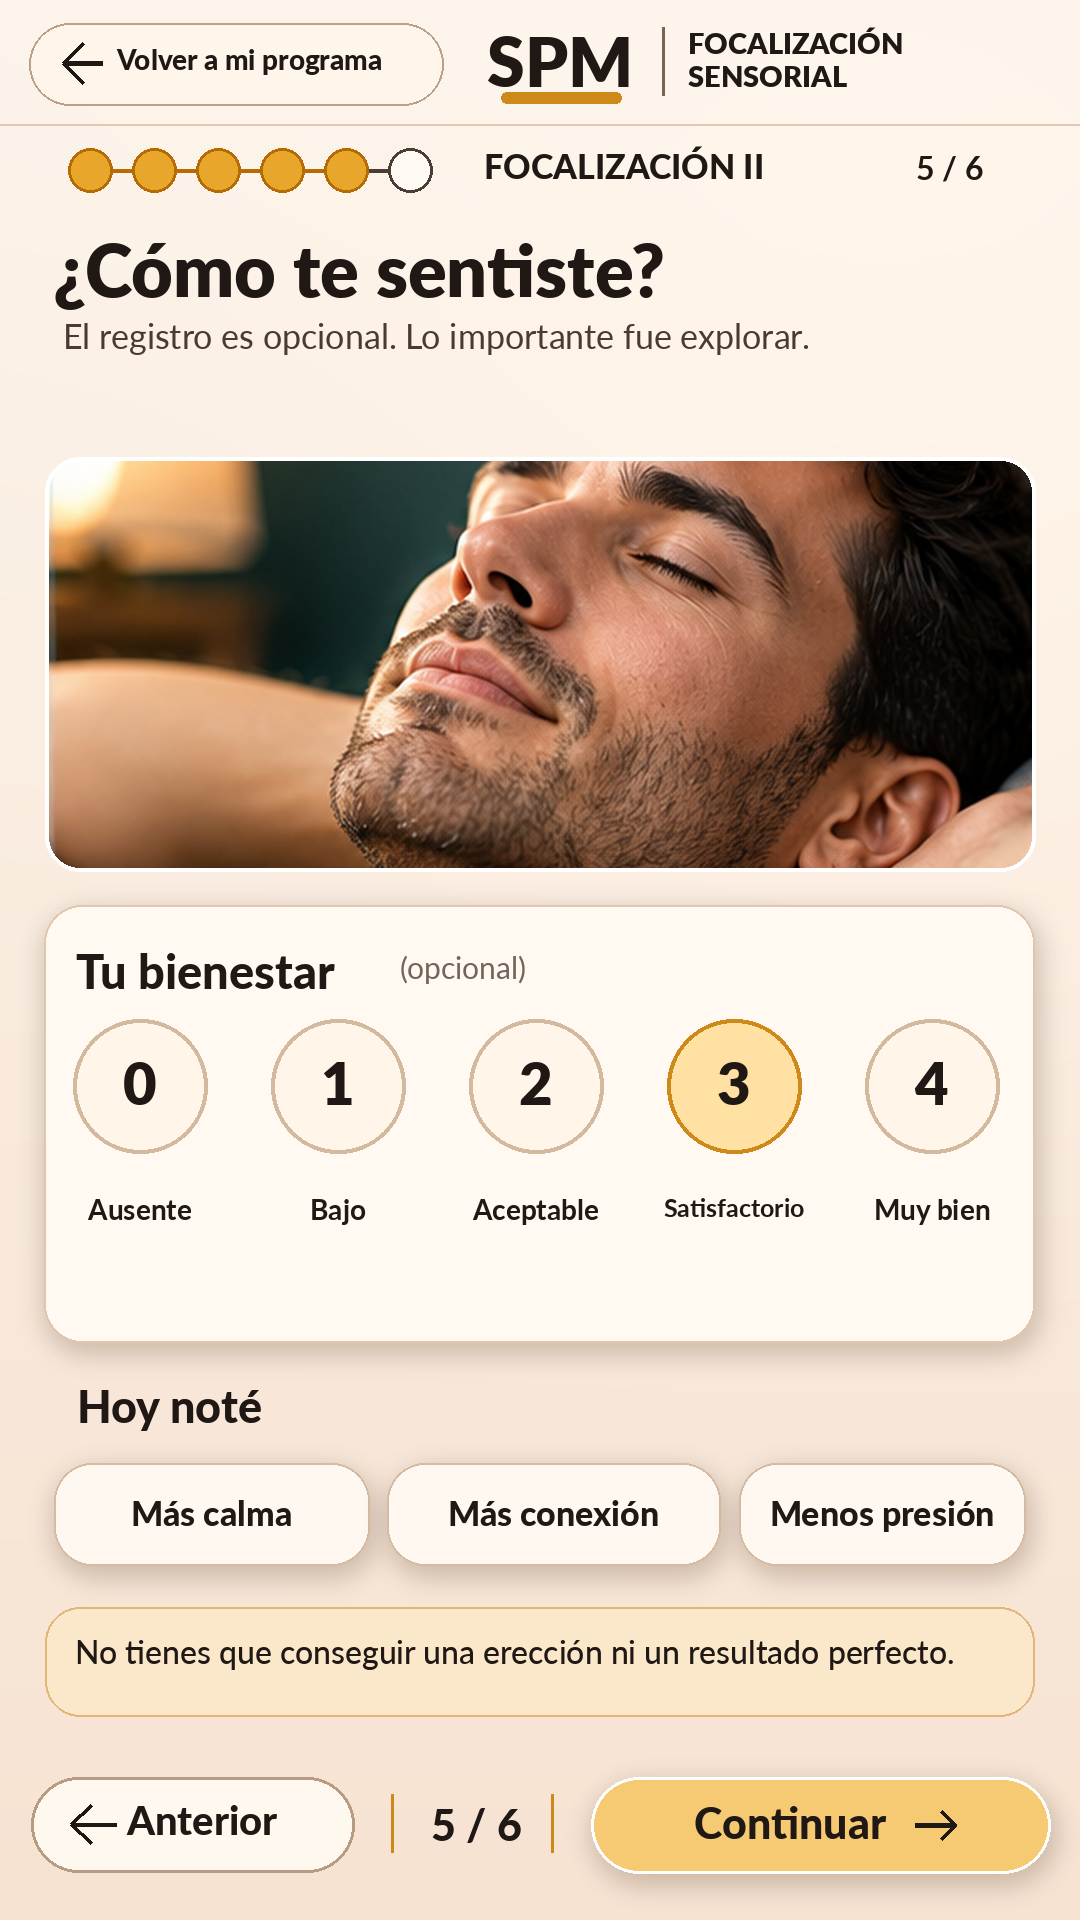 Volver a mi programa
SPM
FOCALIZACIÓN
SENSORIAL
FOCALIZACIÓN II
5 / 6
¿Cómo te sentiste?
El registro es opcional. Lo importante fue explorar.
Tu bienestar (opcional)
0 1 2 3 4
Ausente Bajo Aceptable Satisfactorio Muy bien
Hoy noté
Más calma Más conexión Menos presión
No tienes que conseguir una erección ni un resultado perfecto.
Anterior 5 / 6 Continuar